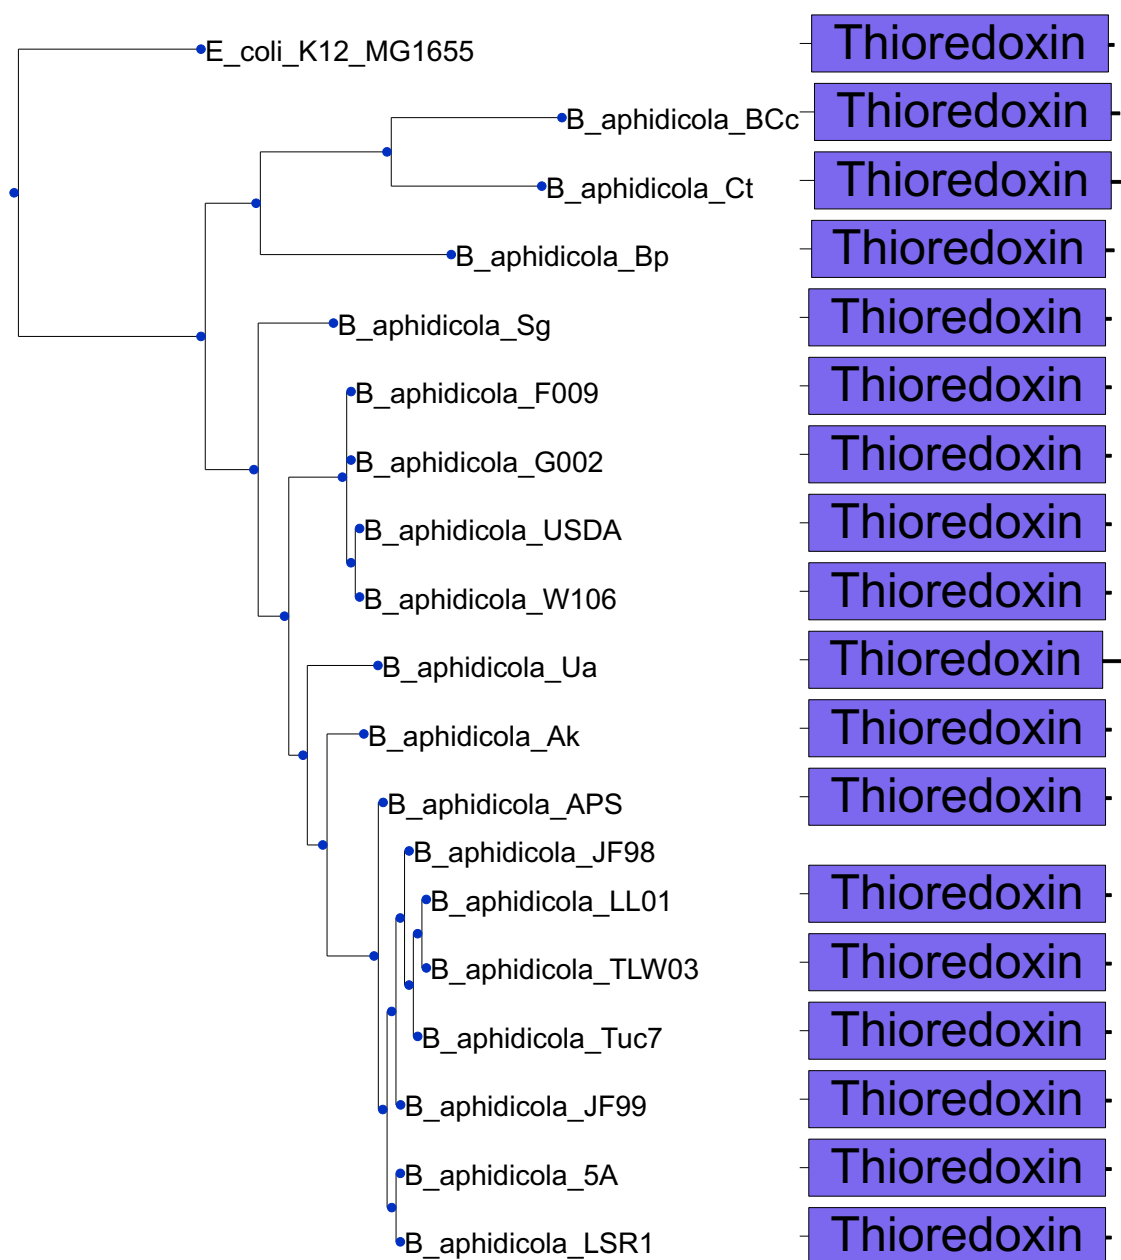 E_coli_K12_MG1655 Thioredoxin
B_aphidicola_BCc Thioredoxin
B_aphidicola_Ct Thioredoxin
B_aphidicola_Bp Thioredoxin
B_aphidicola_Sg Thioredoxin
B_aphidicola_F009 Thioredoxin
B_aphidicola_G002 Thioredoxin
B_aphidicola_USDA Thioredoxin
B_aphidicola_W106 Thioredoxin
B_aphidicola_Ua Thioredoxin
B_aphidicola_Ak Thioredoxin
B_aphidicola_APS Thioredoxin
B_aphidicola_JF98
B_aphidicola_LL01 Thioredoxin
B_aphidicola_TLW03 Thioredoxin
B_aphidicola_Tuc7 Thioredoxin
B_aphidicola_JF99 Thioredoxin
B_aphidicola_5A Thioredoxin
B_aphidicola_LSR1 Thioredoxin